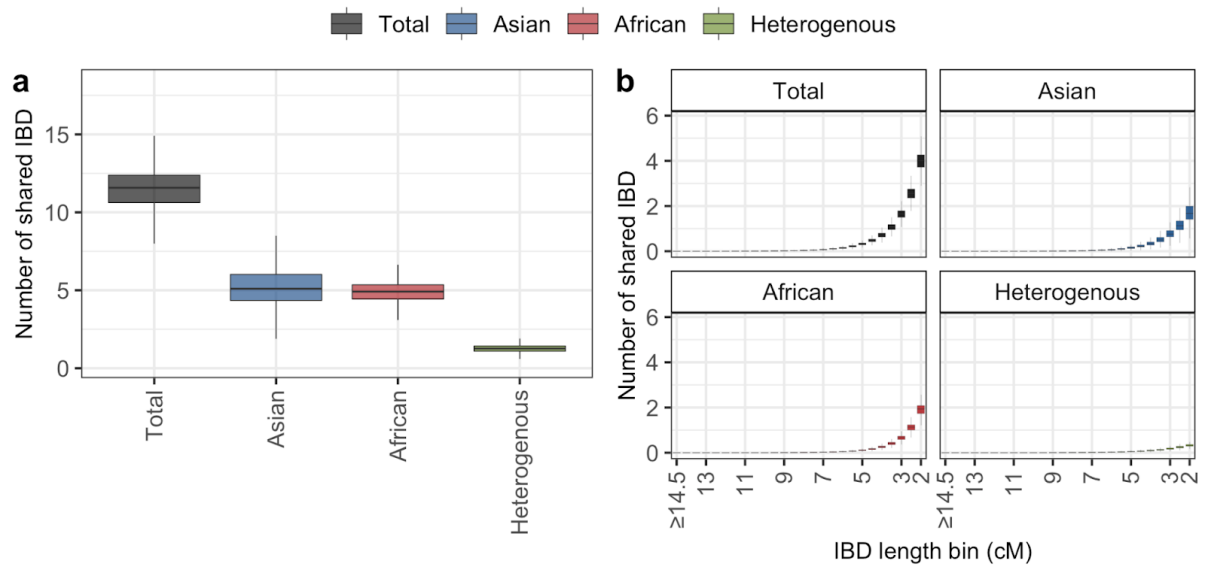 Total Asian African Heterogenous
a
Number of shared IBD
15
10
5
0
Total
Asian
African
Heterogenous
b
Number of shared IBD
Total
Asian
6
4
2
0
African
Heterogenous
6
4
2
0
≥14.5 13 11 9 7 5 3 2
≥14.5 13 11 9 7 5 3 2
IBD length bin (cM)